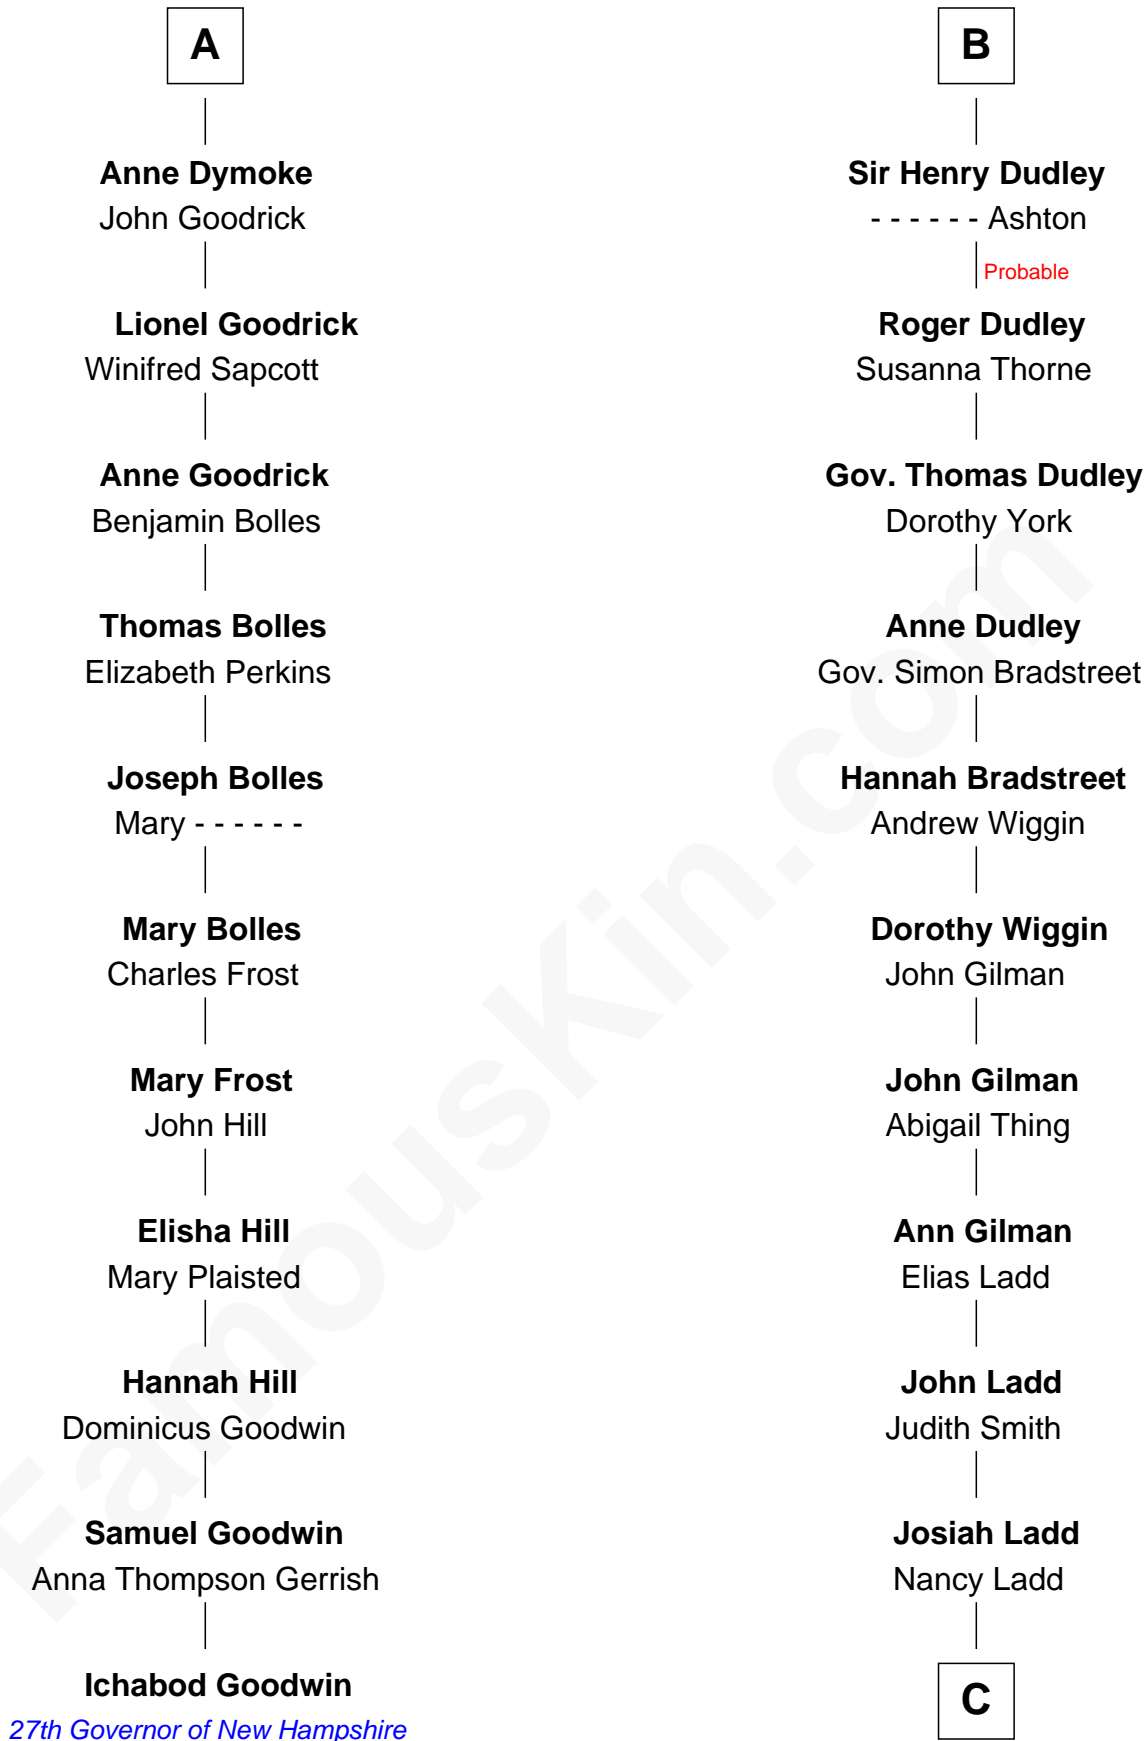 A
Anne Dymoke
John Goodrick
Lionel Goodrick
Winifred Sapcott
Anne Goodrick
Benjamin Bolles
Thomas Bolles
Elizabeth Perkins
Joseph Bolles
Mary - - - - - -
Mary Bolles
Charles Frost
Mary Frost
John Hill
Elisha Hill
Mary Plaisted
Hannah Hill
Dominicus Goodwin
Samuel Goodwin
Anna Thompson Gerrish
Ichabod Goodwin
27th Governor of New Hampshire
B
Sir Henry Dudley
- - - - - - Ashton
Probable
Roger Dudley
Susanna Thorne
Gov. Thomas Dudley
Dorothy York
Anne Dudley
Gov. Simon Bradstreet
Hannah Bradstreet
Andrew Wiggin
Dorothy Wiggin
John Gilman
John Gilman
Abigail Thing
Ann Gilman
Elias Ladd
John Ladd
Judith Smith
Josiah Ladd
Nancy Ladd
C
FamousKin.com